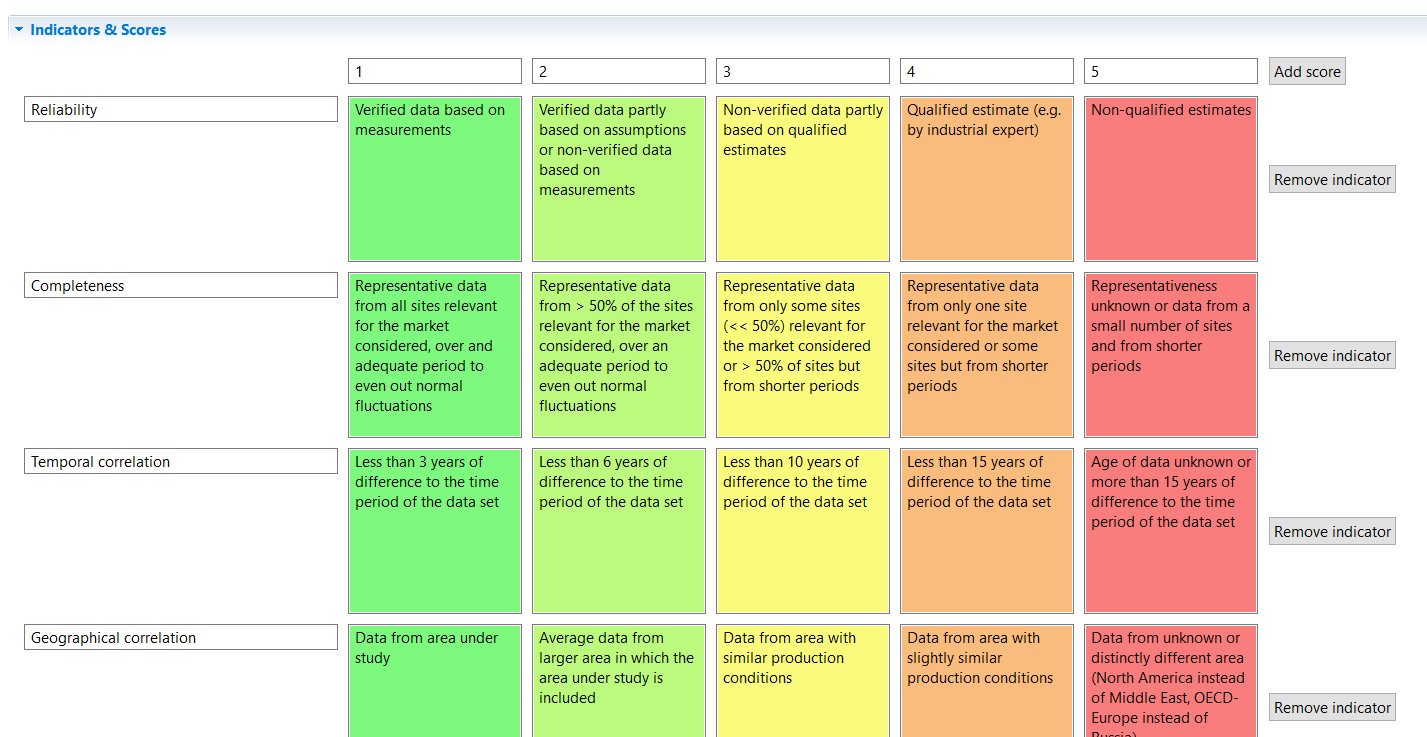 Indicators & Scores
1
2
3
4
5
Add score
Reliability
Verified data based on
measurements
Verified data partly
based on assumptions
or non-verified data
based on
measurements
Non-verified data partly
based on qualified
estimates
Qualified estimate (e.g.
by industrial expert)
Non-qualified estimates
Remove indicator
Completeness
Representative data
from all sites relevant
for the market
considered, over and
adequate period to
even out normal
fluctuations
Representative data
from > 50% of the sites
relevant for the market
considered, over an
adequate period to
even out normal
fluctuations
Representative data
from only some sites
(<< 50%) relevant for
the market considered
or > 50% of sites but
from shorter periods
Representative data
from only one site
relevant for the market
considered or some
sites but from shorter
periods
Representativeness
unknown or data from a
small number of sites
and from shorter
periods
Remove indicator
Temporal correlation
Less than 3 years of
difference to the time
period of the data set
Less than 6 years of
difference to the time
period of the data set
Less than 10 years of
difference to the time
period of the data set
Less than 15 years of
difference to the time
period of the data set
Age of data unknown or
more than 15 years of
difference to the time
period of the data set
Remove indicator
Geographical correlation
Data from area under
study
Average data from
larger area in which the
area under study is
included
Data from area with
similar production
conditions
Data from area with
slightly similar
production conditions
Data from unknown or
distinctly different area
(North America instead
of Middle East, OECD-
Europe instead of
Russia)
Remove indicator